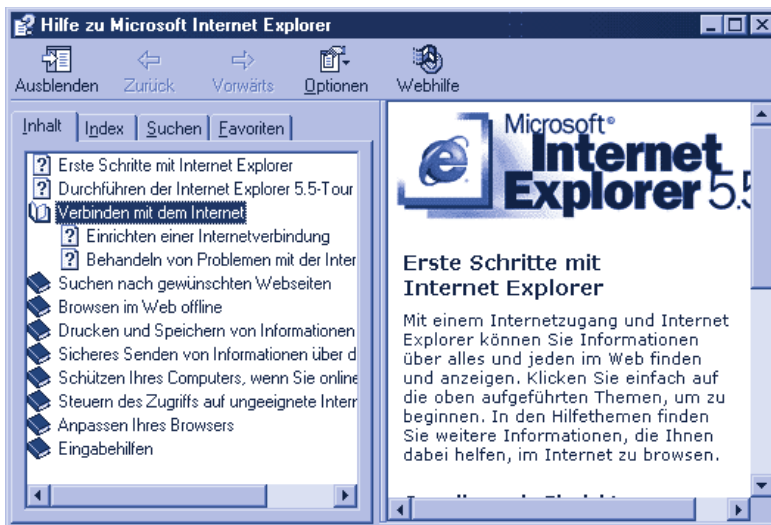 Hilfe zu Microsoft Internet Explorer
Ausblenden Zurück Vorwärts Optionen Webhilfe
Inhalt Index Suchen Favoriten
Erste Schritte mit Internet Explorer
Durchführen der Internet Explorer 5.5-Tour
Verbinden mit dem Internet
Einrichten einer Internetverbindung
Behandeln von Problemen mit der Inter
Suchen nach gewünschten Webseiten
Browsen im Web offline
Drucken und Speichern von Informationen
Sicheres Senden von Informationen über d
Schützen Ihres Computers, wenn Sie online
Steuern des Zugriffs auf ungeeignete Intern
Anpassen Ihres Browsers
Eingabehilfen
Microsoft®
Internet
Explorer 5.5
Erste Schritte mit
Internet Explorer
Mit einem Internetzugang und Internet
Explorer können Sie Informationen
über alles und jeden im Web finden
und anzeigen. Klicken Sie einfach auf
die oben aufgeführten Themen, um zu
beginnen. In den Hilfethemen finden
Sie weitere Informationen, die Ihnen
dabei helfen, im Internet zu browsen.